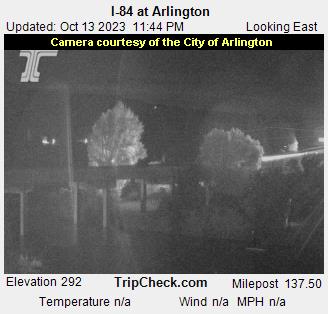 I-84 at Arlington
Updated: Oct 13 2023 11:44 PM Looking East
Camera courtesy of the City of Arlington
Elevation 292 TripCheck.com Milepost 137.50
Temperature n/a Wind n/a MPH n/a